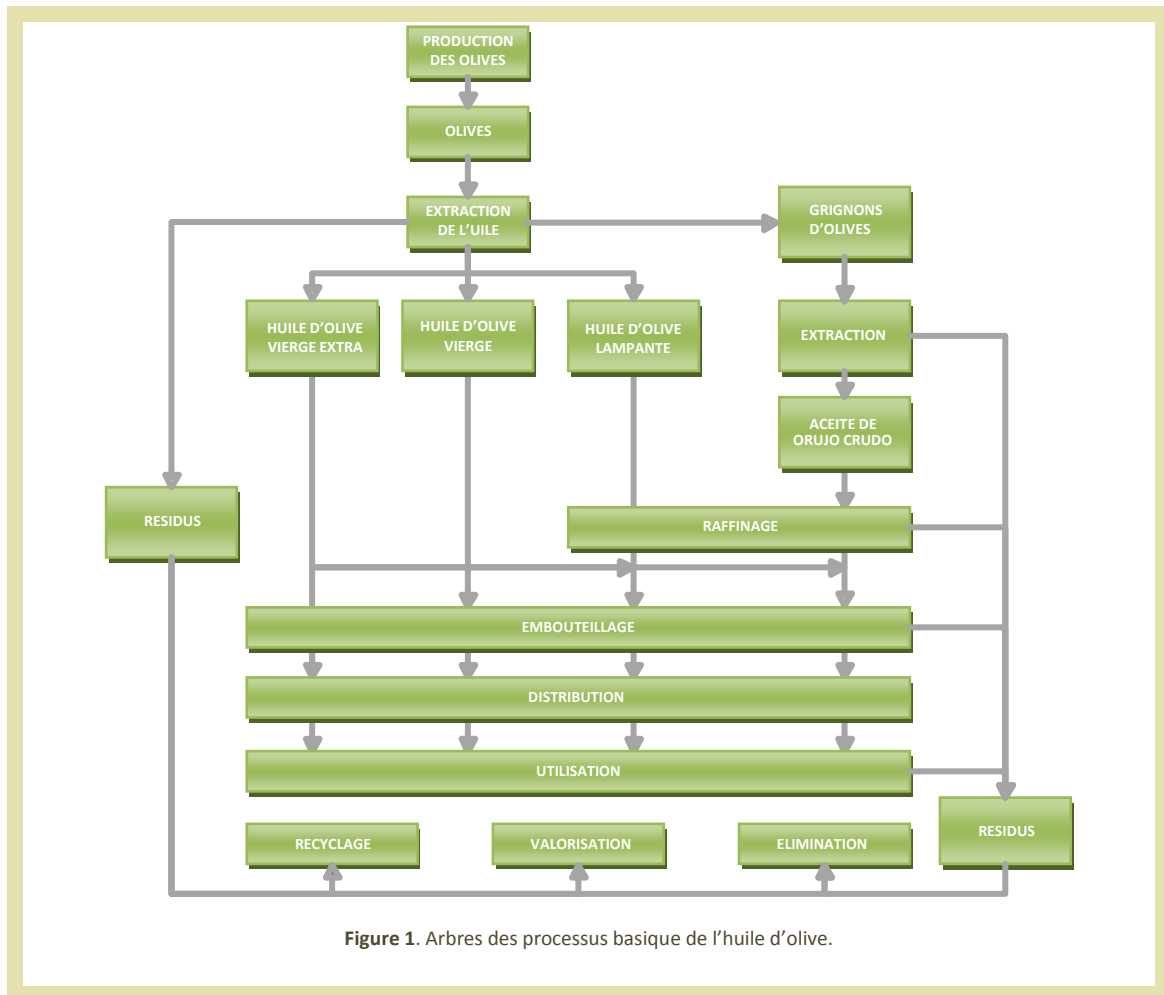 PRODUCTION
DES OLIVES
OLIVES
EXTRACTION
DE L’UILE
GRIGNONS
D’OLIVES
HUILE D’OLIVE
VIERGE EXTRA
HUILE D’OLIVE
VIERGE
HUILE D’OLIVE
LAMPANTE
EXTRACTION
ACEITE DE
ORUJO CRUDO
RESIDUS
RAFFINAGE
EMBOUTEILLAGE
DISTRIBUTION
UTILISATION
RESIDUS
RECYCLAGE
VALORISATION
ELIMINATION
Figure 1. Arbres des processus basique de l’huile d’olive.